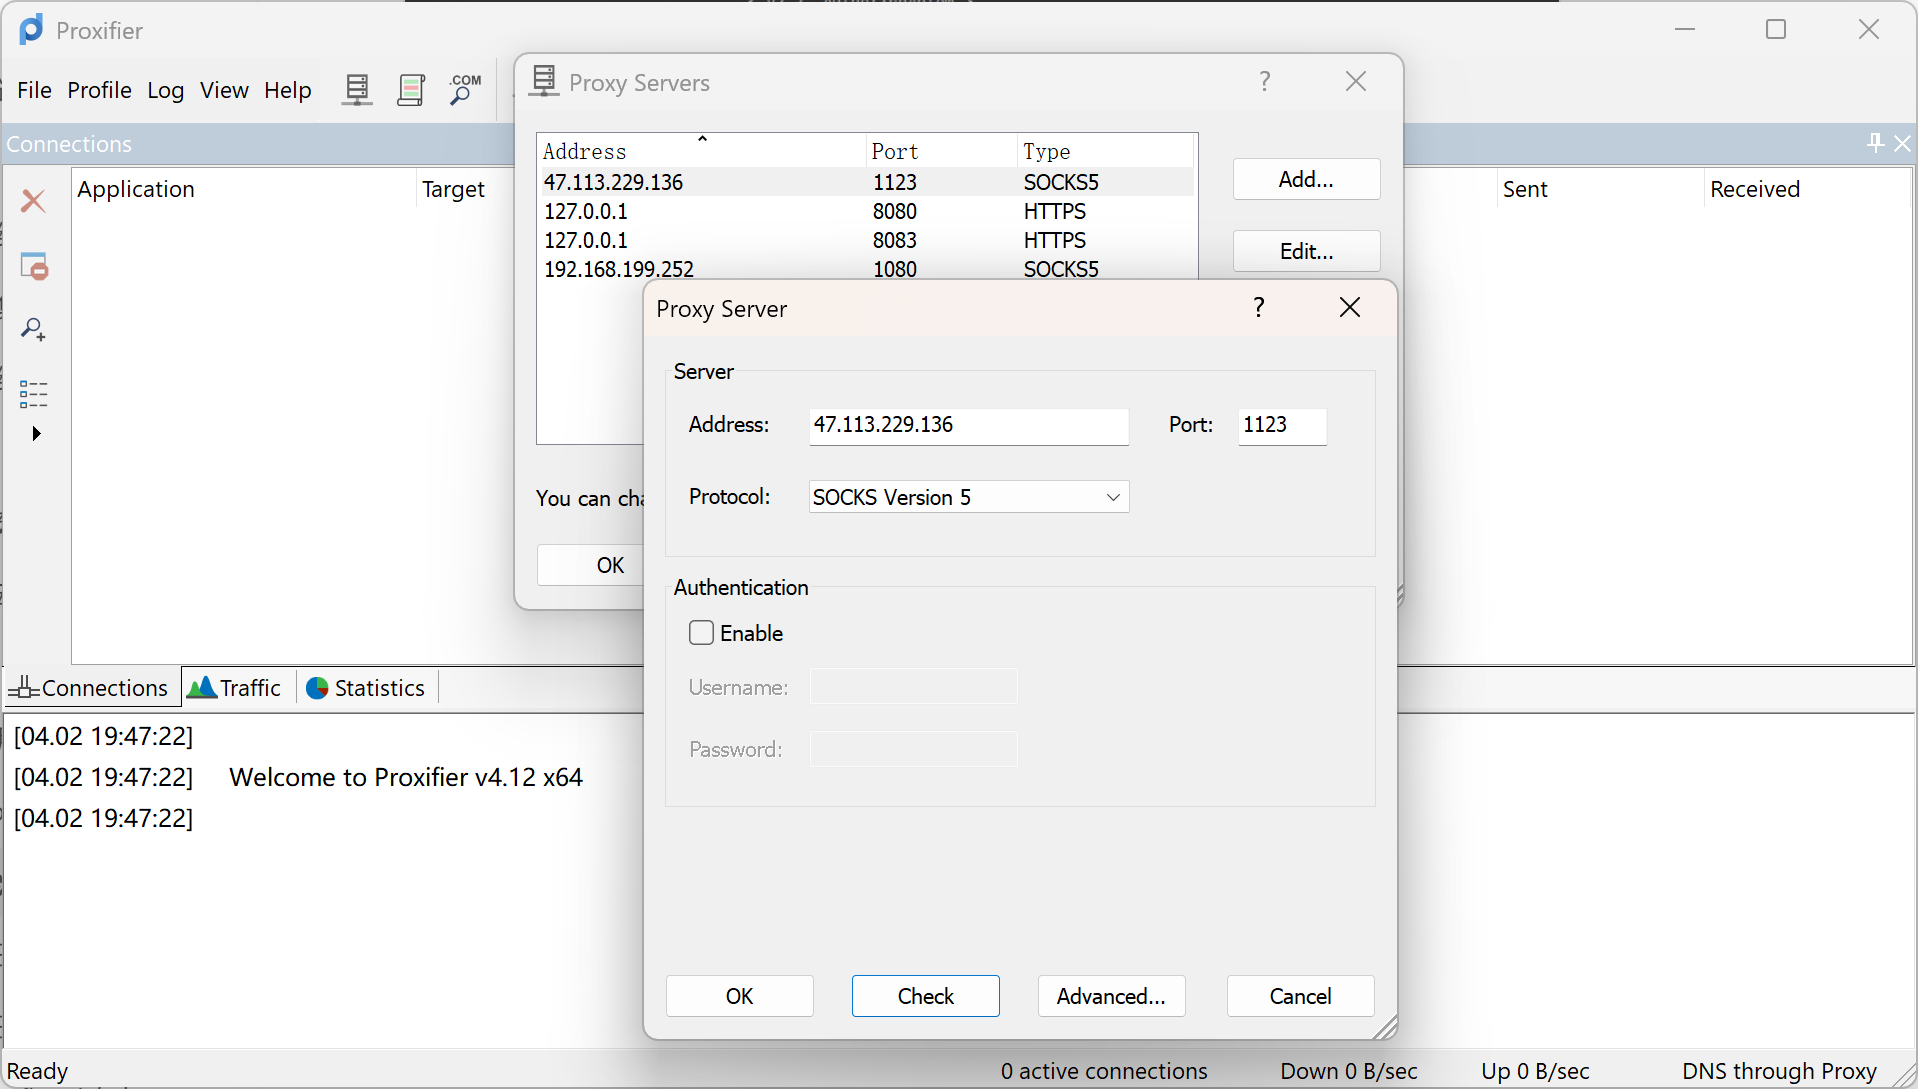 Proxifier
File Profile Log View Help
.COM
Connections
Application Target Sent Received
Proxy Servers ?
Address Port Type
47.113.229.136 1123 SOCKS5
127.0.0.1 8080 HTTPS
127.0.0.1 8083 HTTPS
192.168.199.252 1080 SOCKS5
Add...
Edit...
You can cha
OK
Proxy Server ?
Server
Address: 47.113.229.136 Port: 1123
Protocol: SOCKS Version 5
Authentication
Enable
Username:
Password:
OK Check Advanced... Cancel
Connections Traffic Statistics
[04.02 19:47:22]
[04.02 19:47:22] Welcome to Proxifier v4.12 x64
[04.02 19:47:22]
Ready 0 active connections Down 0 B/sec Up 0 B/sec DNS through Proxy